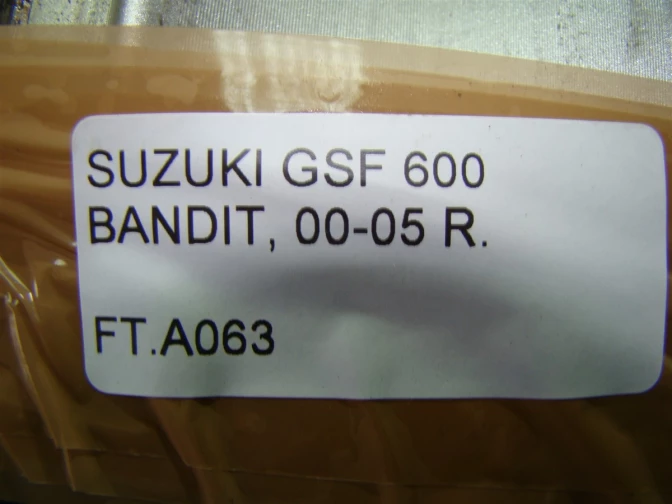 SUZUKI GSF 600
BANDIT, 00-05 R.
FT.A063